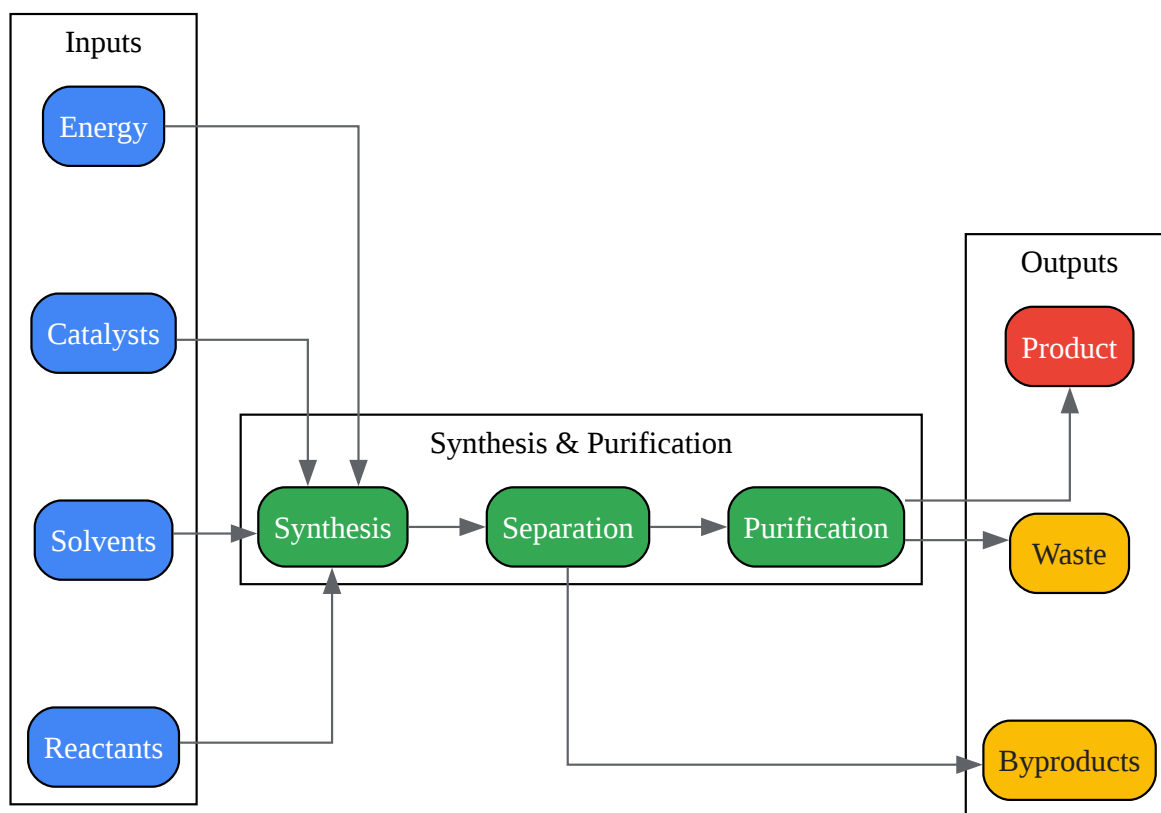 Inputs
Energy
Catalysts
Solvents
Reactants
Synthesis & Purification
Synthesis
Separation
Purification
Outputs
Product
Waste
Byproducts